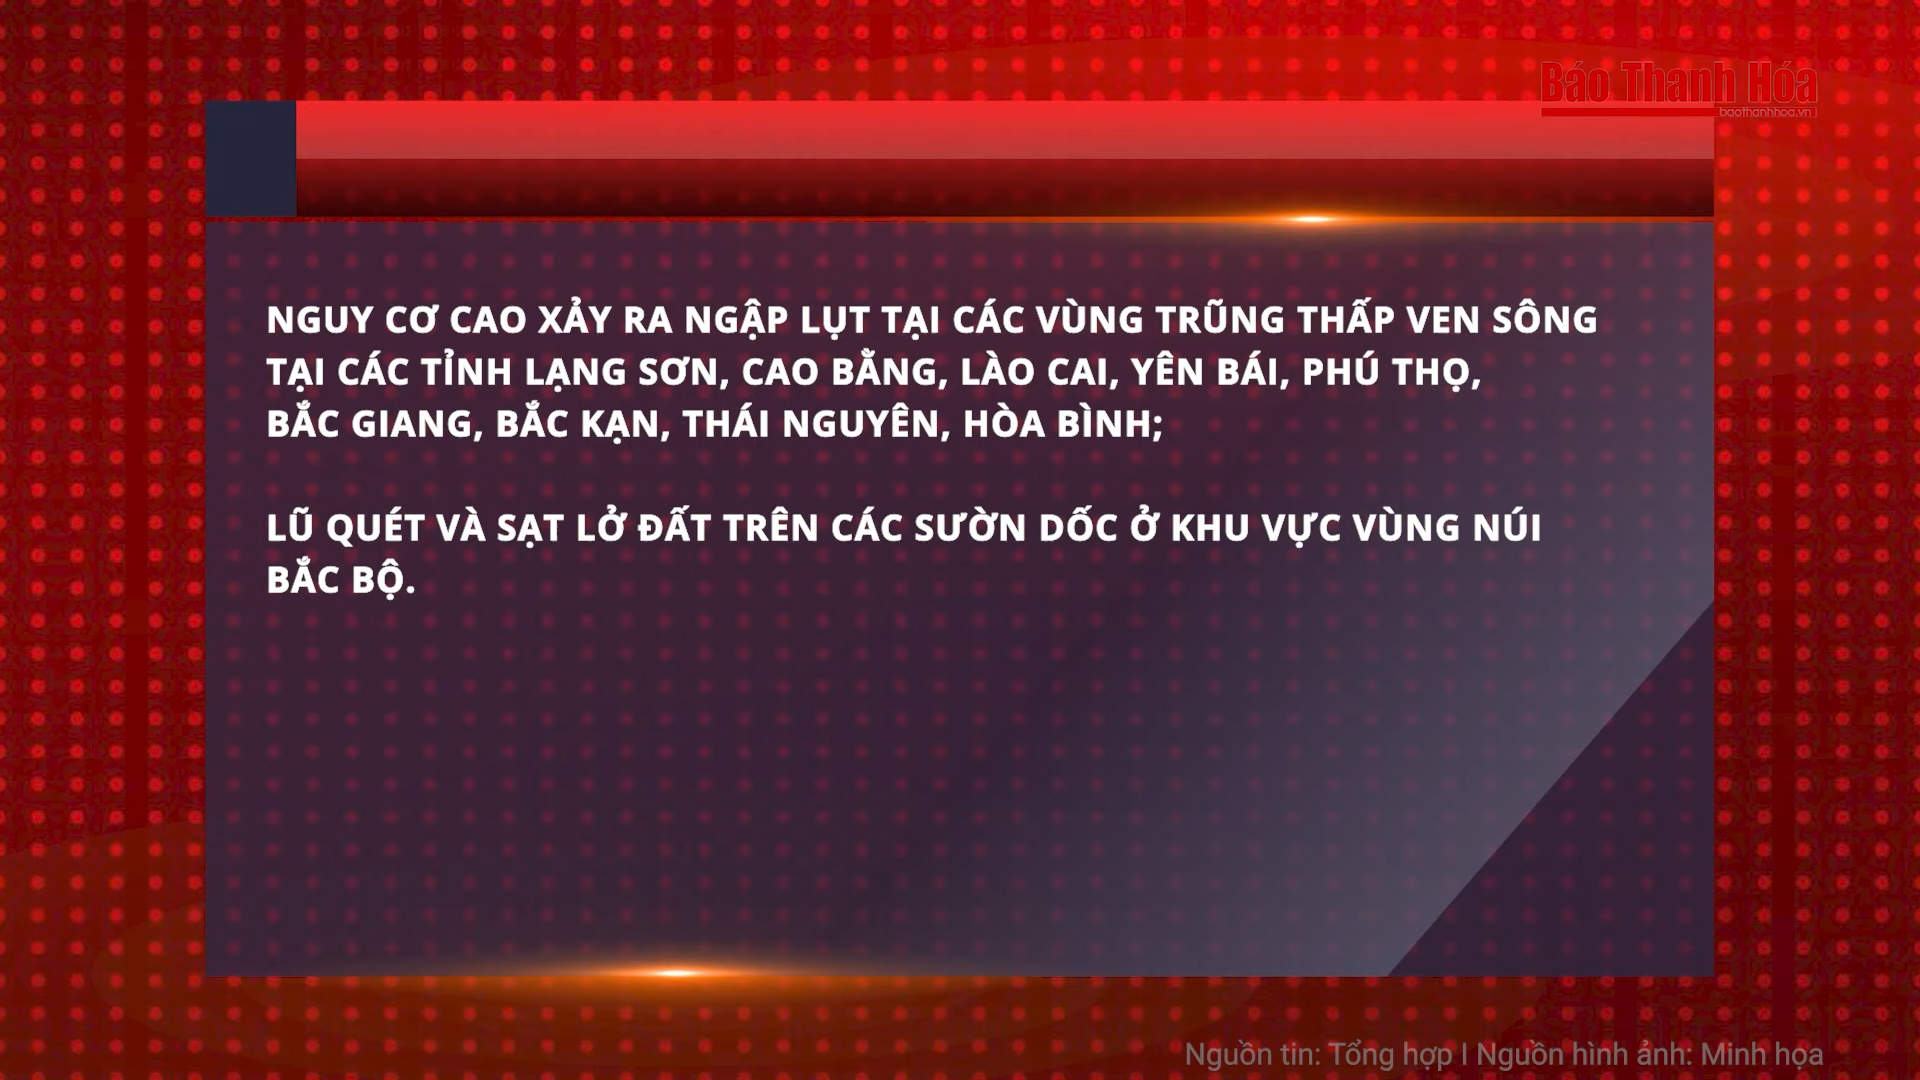 Báo Thanh Hóa
baothanhhoa.vn
NGUY CƠ CAO XẢY RA NGẬP LỤT TẠI CÁC VÙNG TRŨNG THẤP VEN SÔNG
TẠI CÁC TỈNH LẠNG SƠN, CAO BẰNG, LÀO CAI, YÊN BÁI, PHÚ THỌ,
BẮC GIANG, BẮC KẠN, THÁI NGUYÊN, HÒA BÌNH;
LŨ QUÉT VÀ SẠT LỞ ĐẤT TRÊN CÁC SƯỜN DỐC Ở KHU VỰC VÙNG NÚI
BẮC BỘ.
Nguồn tin: Tổng hợp I Nguồn hình ảnh: Minh họa